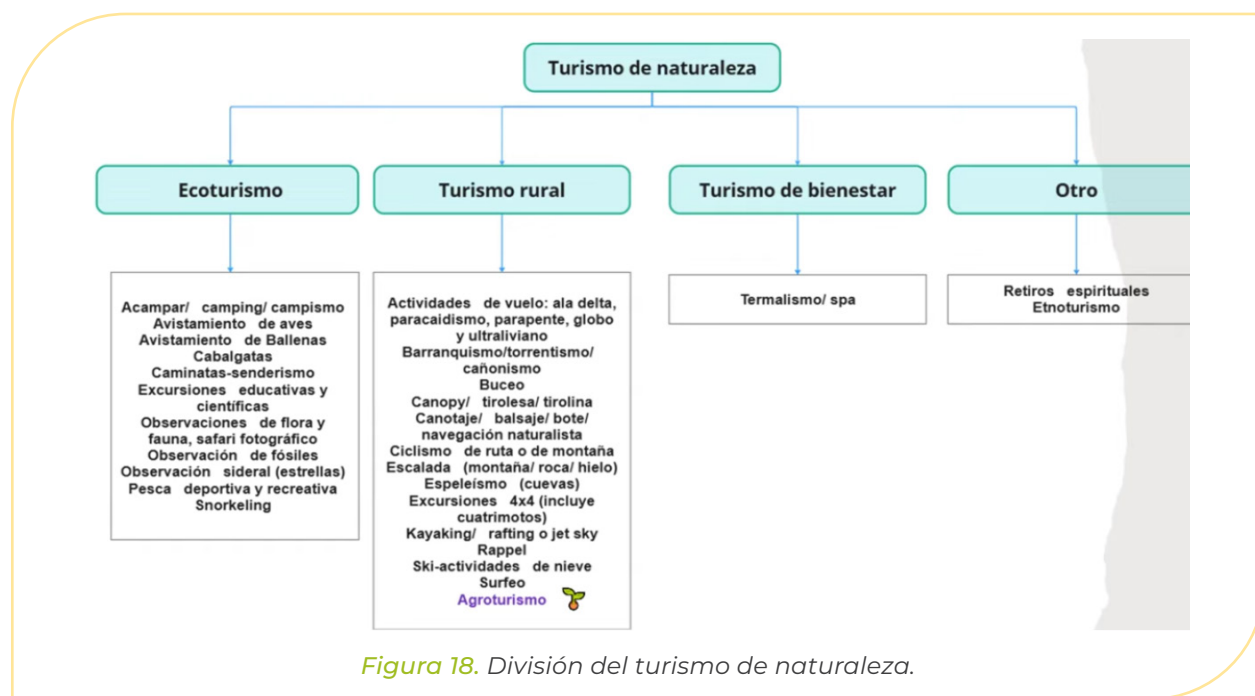 Turismo de naturaleza
Ecoturismo
Turismo rural
Turismo de bienestar
Otro
Acampar/ camping/ campismo
Avistamiento de aves
Avistamiento de Ballenas
Cabalgatas
Caminatas-senderismo
Excursiones educativas y
científicas
Observaciones de flora y
fauna, safari fotográfico
Observación de fósiles
Observación sideral (estrellas)
Pesca deportiva y recreativa
Snorkeling
Actividades de vuelo: ala delta,
paracaidismo, parapente, globo
y ultraliviano
Barranquismo/torrentismo/
cañonismo
Buceo
Canopy/ tirolesa/ tirolina
Canotaje/ balsaje/ bote/
navegación naturalista
Ciclismo de ruta o de montaña
Escalada (montaña/ roca/ hielo)
Espeleísmo (cuevas)
Excursiones 4x4 (incluye
cuatrimotos)
Kayaking/ rafting o jet sky
Rappel
Ski-actividades de nieve
Surfeo
Agroturismo
Termalismo/ spa
Retiros espirituales
Etnoturismo
Figura 18. División del turismo de naturaleza.